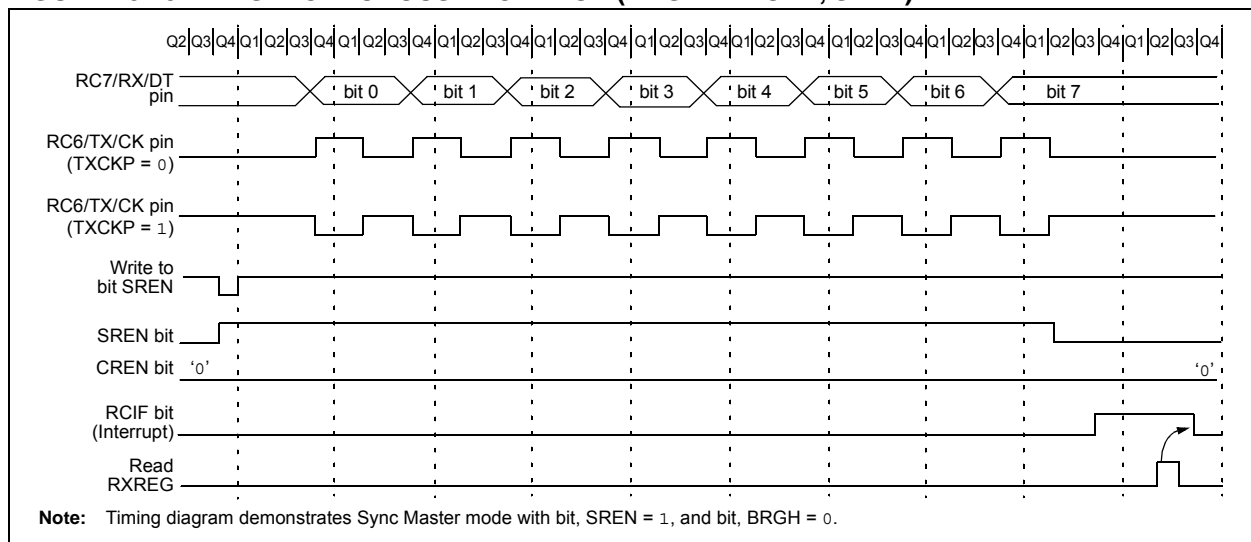 Q2 Q3 Q4 Q1 Q2 Q3 Q4 Q1 Q2 Q3 Q4 Q1 Q2 Q3 Q4 Q1 Q2 Q3 Q4 Q1 Q2 Q3 Q4 Q1 Q2 Q3 Q4 Q1 Q2 Q3 Q4 Q1 Q2 Q3 Q4 Q1 Q2 Q3 Q4 Q1 Q2 Q3 Q4
RC7/RX/DT
pin
bit 0 bit 1 bit 2 bit 3 bit 4 bit 5 bit 6 bit 7
RC6/TX/CK pin
(TXCKP = 0)
RC6/TX/CK pin
(TXCKP = 1)
Write to
bit SREN
SREN bit
CREN bit '0' '0'
RCIF bit
(Interrupt)
Read
RXREG
Note: Timing diagram demonstrates Sync Master mode with bit, SREN = 1, and bit, BRGH = 0.